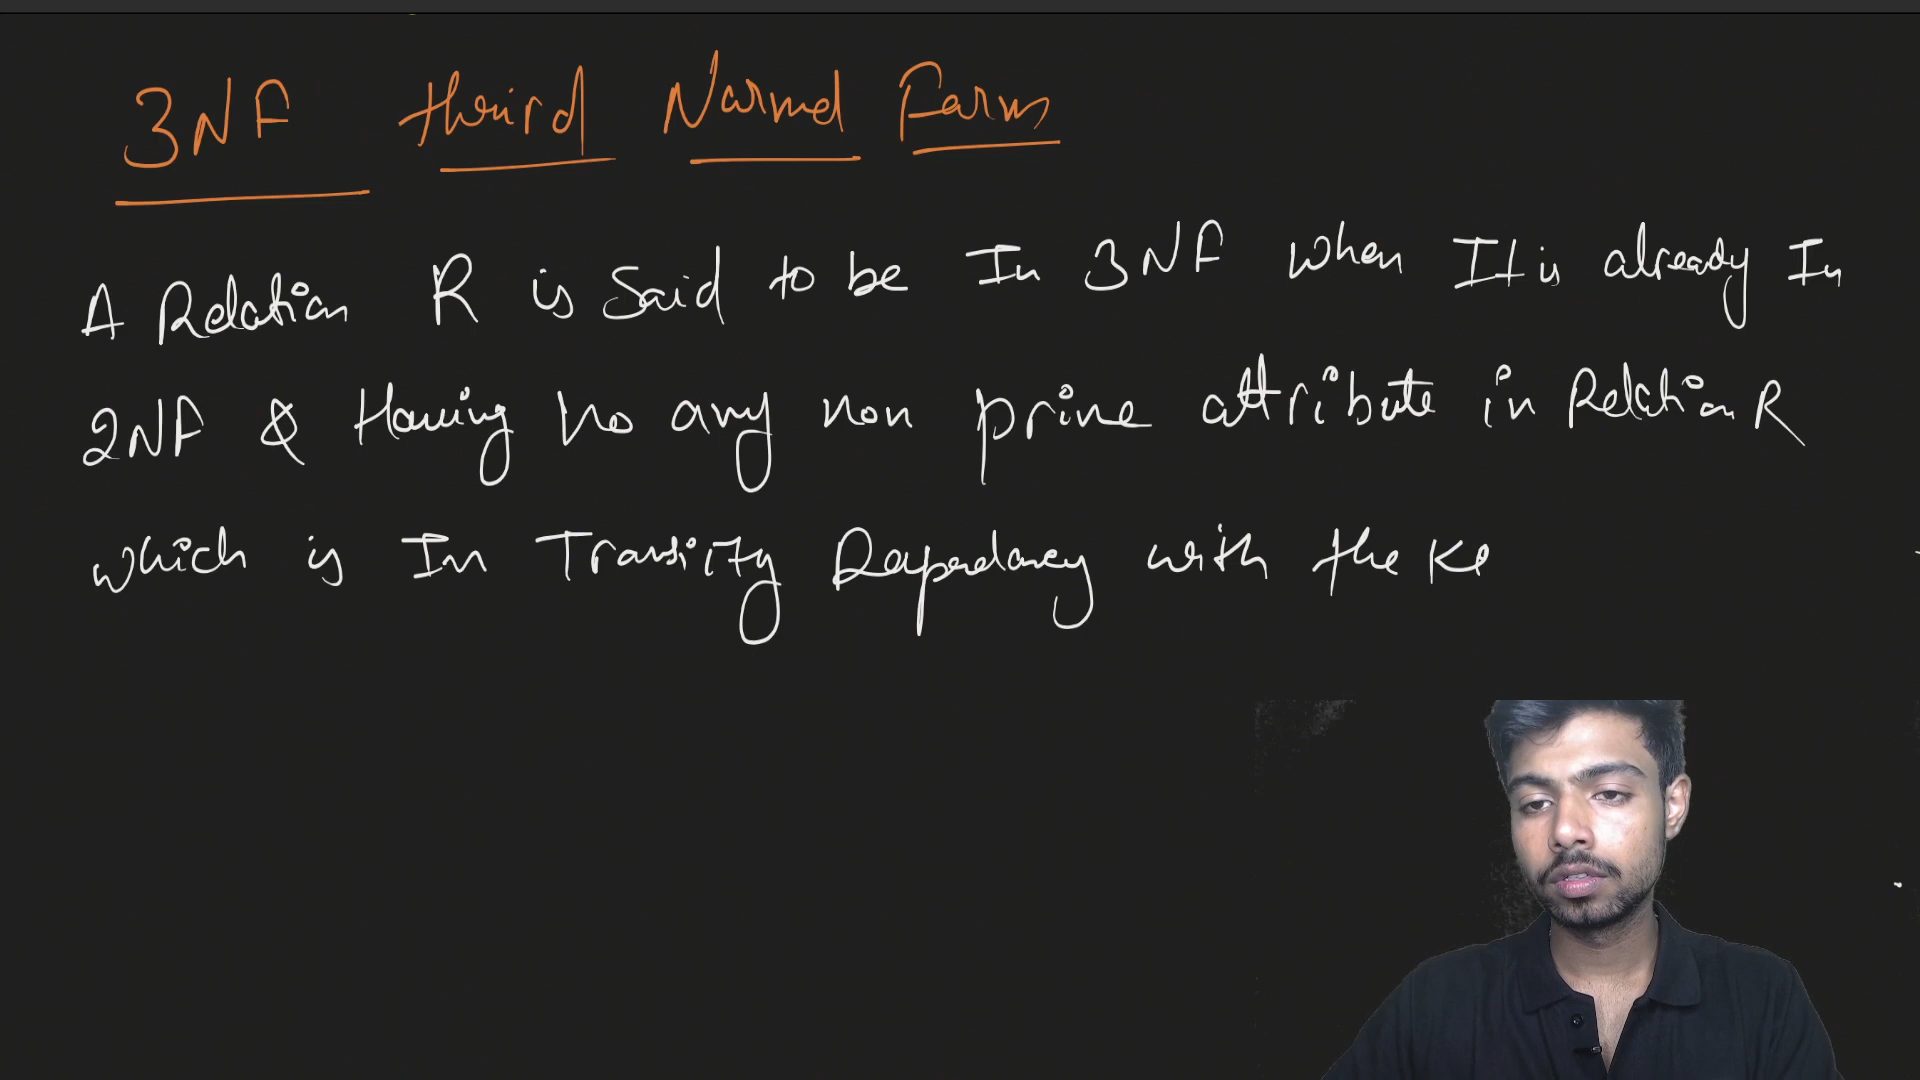 3NF third Normal Form
A Relation R is Said to be In 3NF when It is already In
2NF & Having no any non prime attribute in Relation R
which is In Transitity Dependancy with the Ke